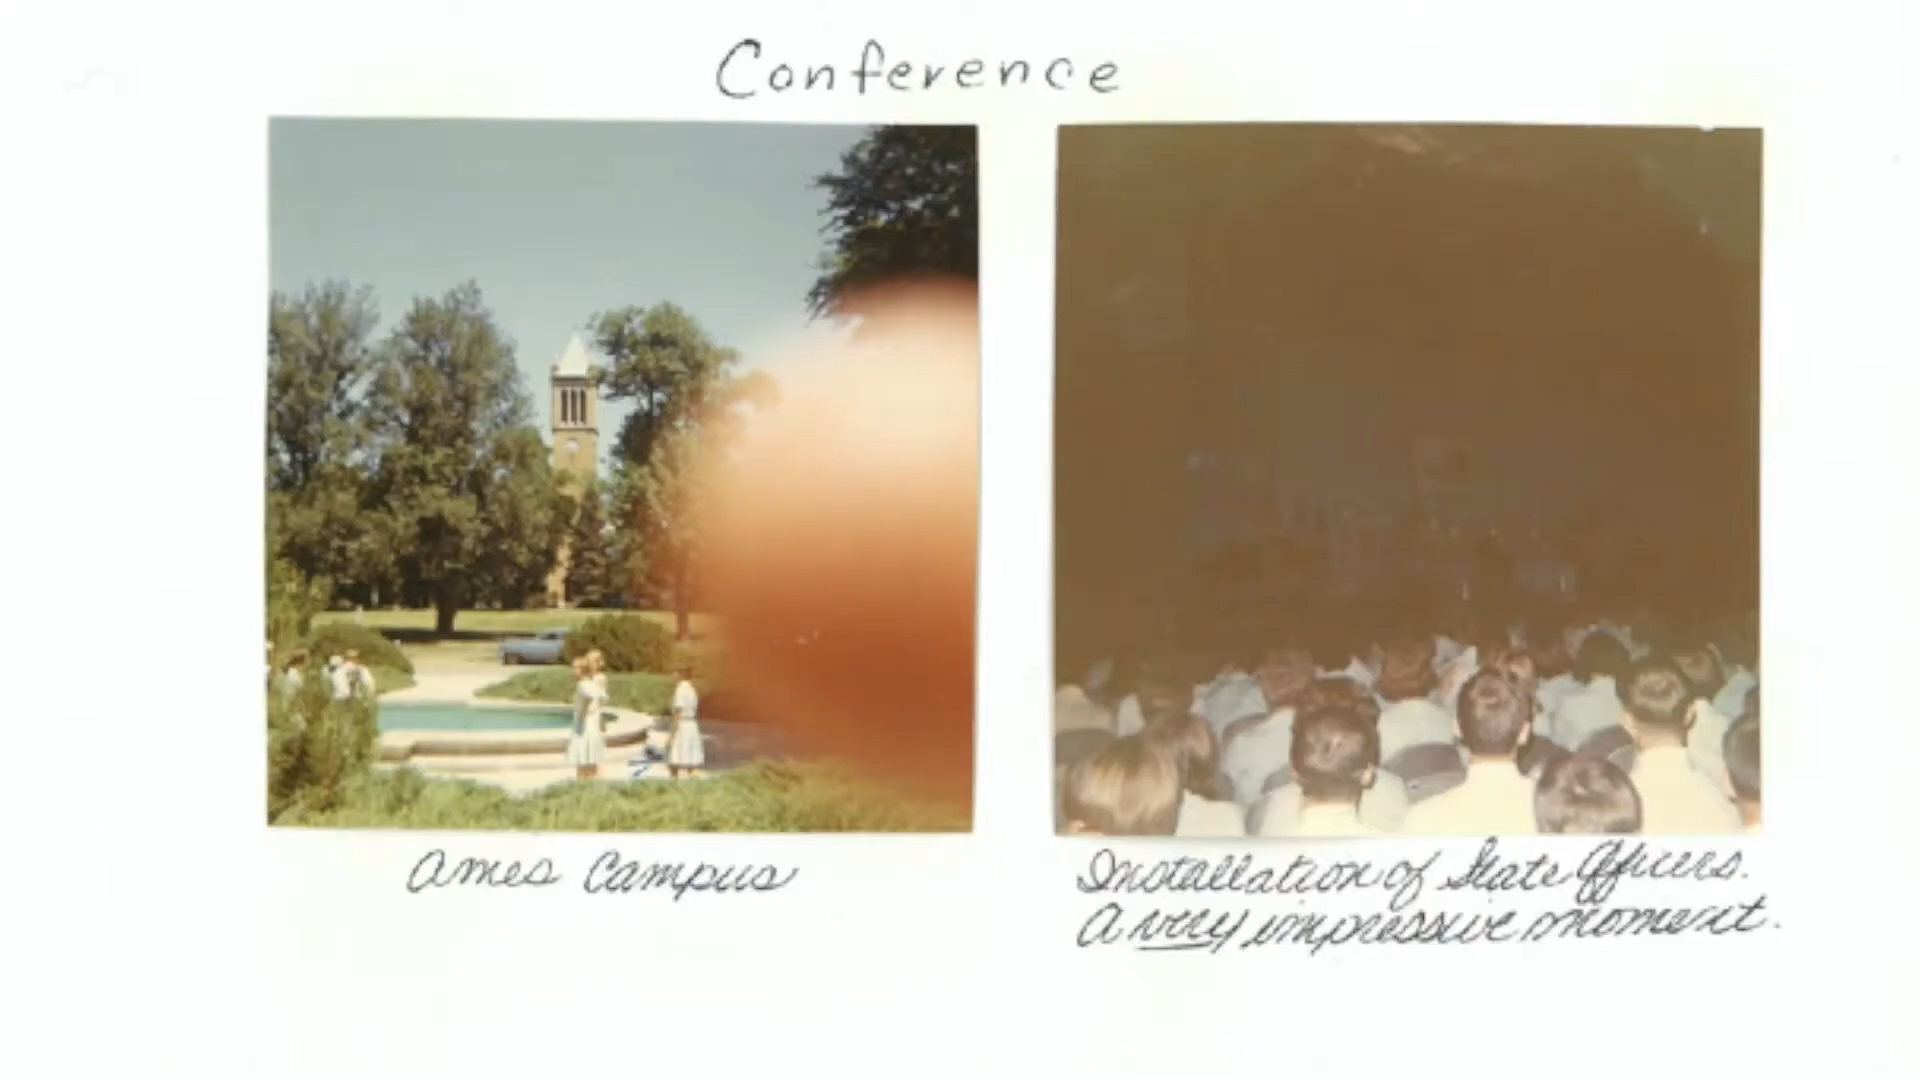 Conference
Ames Campus
Installation of State Officers.
A very impressive moment.